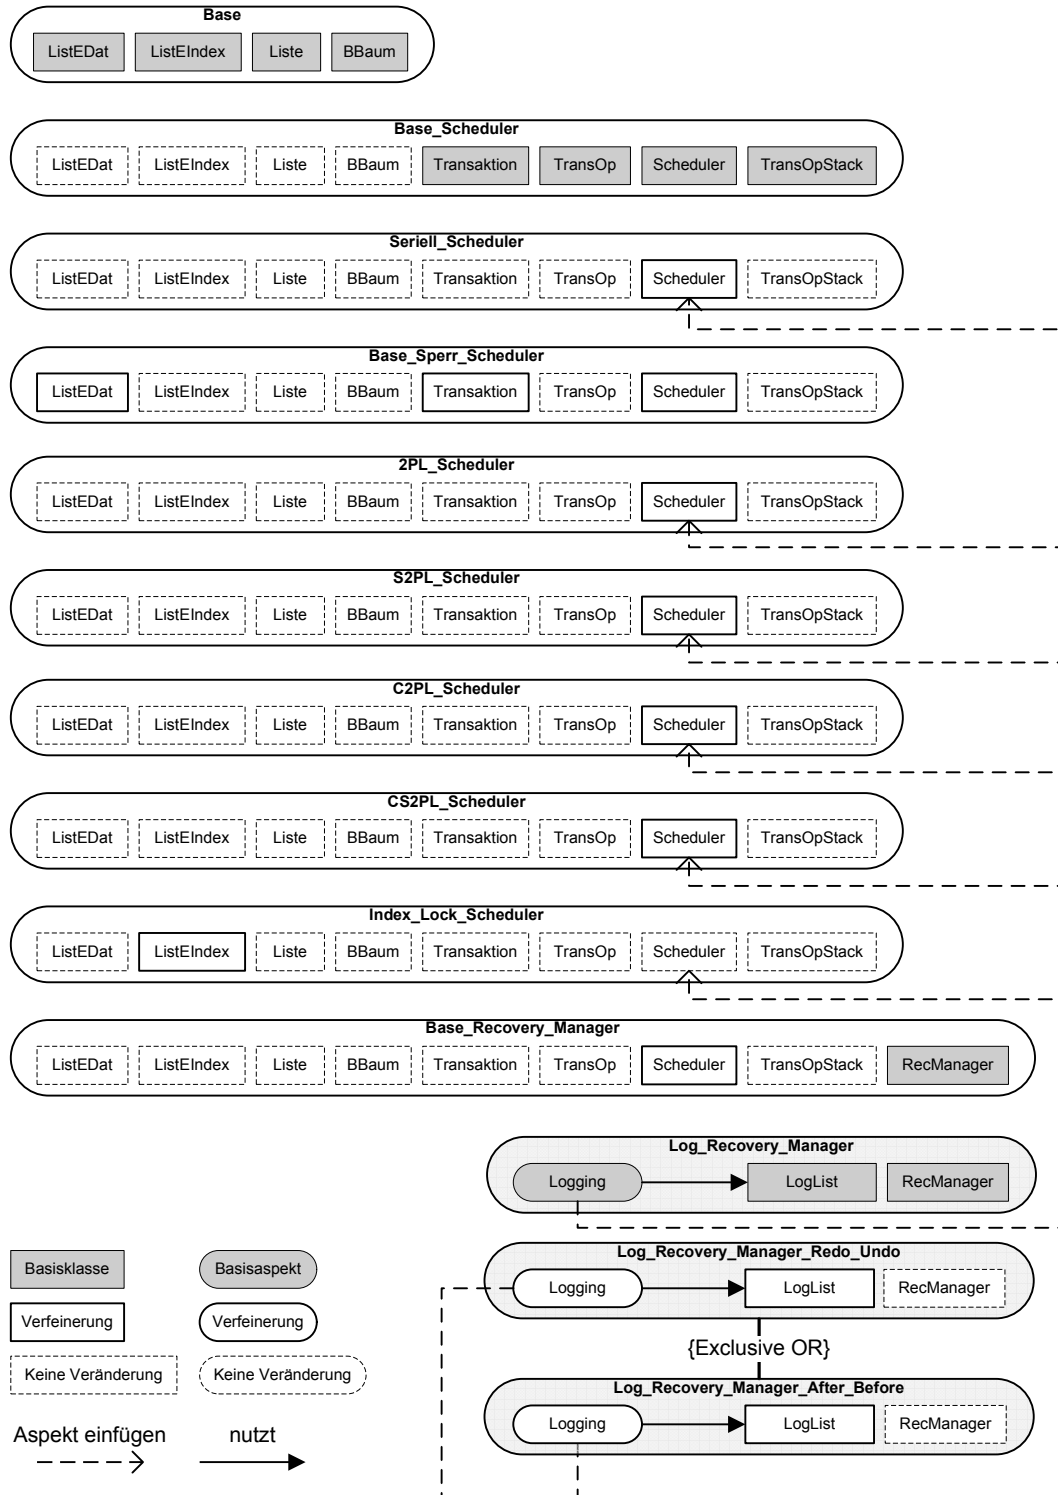 Base
ListEDat ListEIndex Liste BBaum
Base_Scheduler
ListEDat ListEIndex Liste BBaum Transaktion TransOp Scheduler TransOpStack
Seriell_Scheduler
ListEDat ListEIndex Liste BBaum Transaktion TransOp Scheduler TransOpStack
Base_Sperr_Scheduler
ListEDat ListEIndex Liste BBaum Transaktion TransOp Scheduler TransOpStack
2PL_Scheduler
ListEDat ListEIndex Liste BBaum Transaktion TransOp Scheduler TransOpStack
S2PL_Scheduler
ListEDat ListEIndex Liste BBaum Transaktion TransOp Scheduler TransOpStack
C2PL_Scheduler
ListEDat ListEIndex Liste BBaum Transaktion TransOp Scheduler TransOpStack
CS2PL_Scheduler
ListEDat ListEIndex Liste BBaum Transaktion TransOp Scheduler TransOpStack
Index_Lock_Scheduler
ListEDat ListEIndex Liste BBaum Transaktion TransOp Scheduler TransOpStack
Base_Recovery_Manager
ListEDat ListEIndex Liste BBaum Transaktion TransOp Scheduler TransOpStack RecManager
Log_Recovery_Manager
Logging LogList RecManager
Log_Recovery_Manager_Redo_Undo
Logging LogList RecManager
{Exclusive OR}
Log_Recovery_Manager_After_Before
Logging LogList RecManager
Basisklasse Basisaspekt
Verfeinerung Verfeinerung
Keine Veränderung Keine Veränderung
Aspekt einfügen nutzt